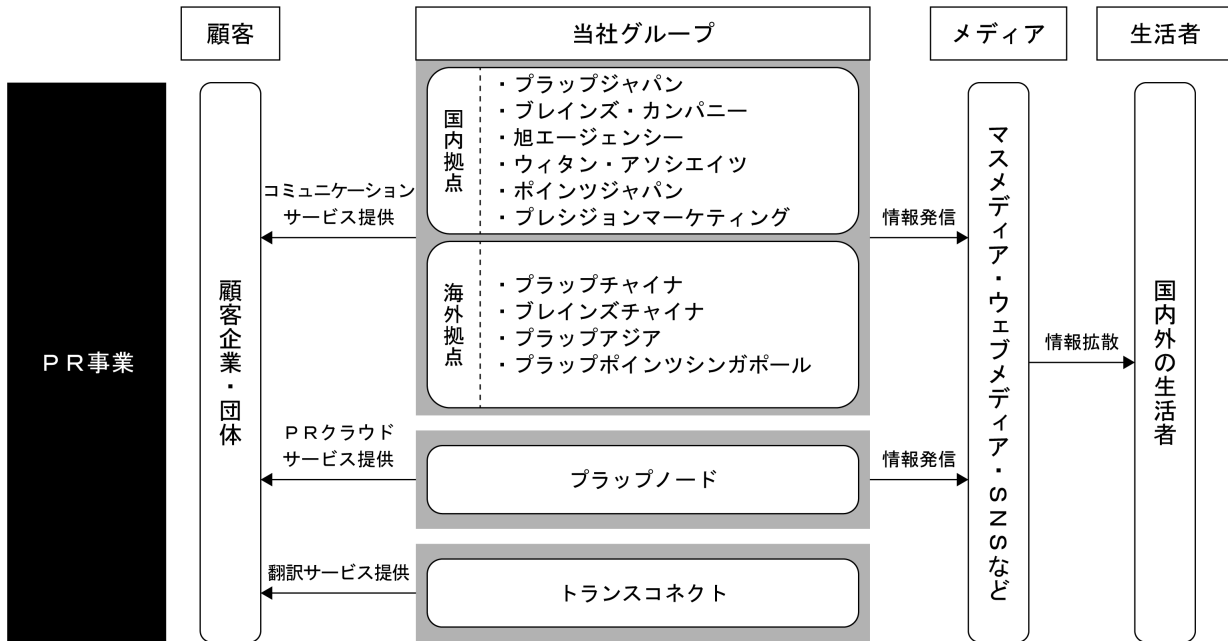 顧客
当社グループ
メディア
生活者
ＰＲ事業
顧客企業・団体
コミュニケーション
サービス提供
国内拠点
・プラップジャパン
・ブレインズ・カンパニー
・旭エージェンシー
・ウィタン・アソシエイツ
・ポインツジャパン
・プレシジョンマーケティング
海外拠点
・プラップチャイナ
・ブレインズチャイナ
・プラップアジア
・プラップポインツシンガポール
情報発信
ＰＲクラウド
サービス提供
プラップノード
情報発信
翻訳サービス提供
トランスコネクト
マスメディア・ウェブメディア・ＳＮＳなど
情報拡散
国内外の生活者